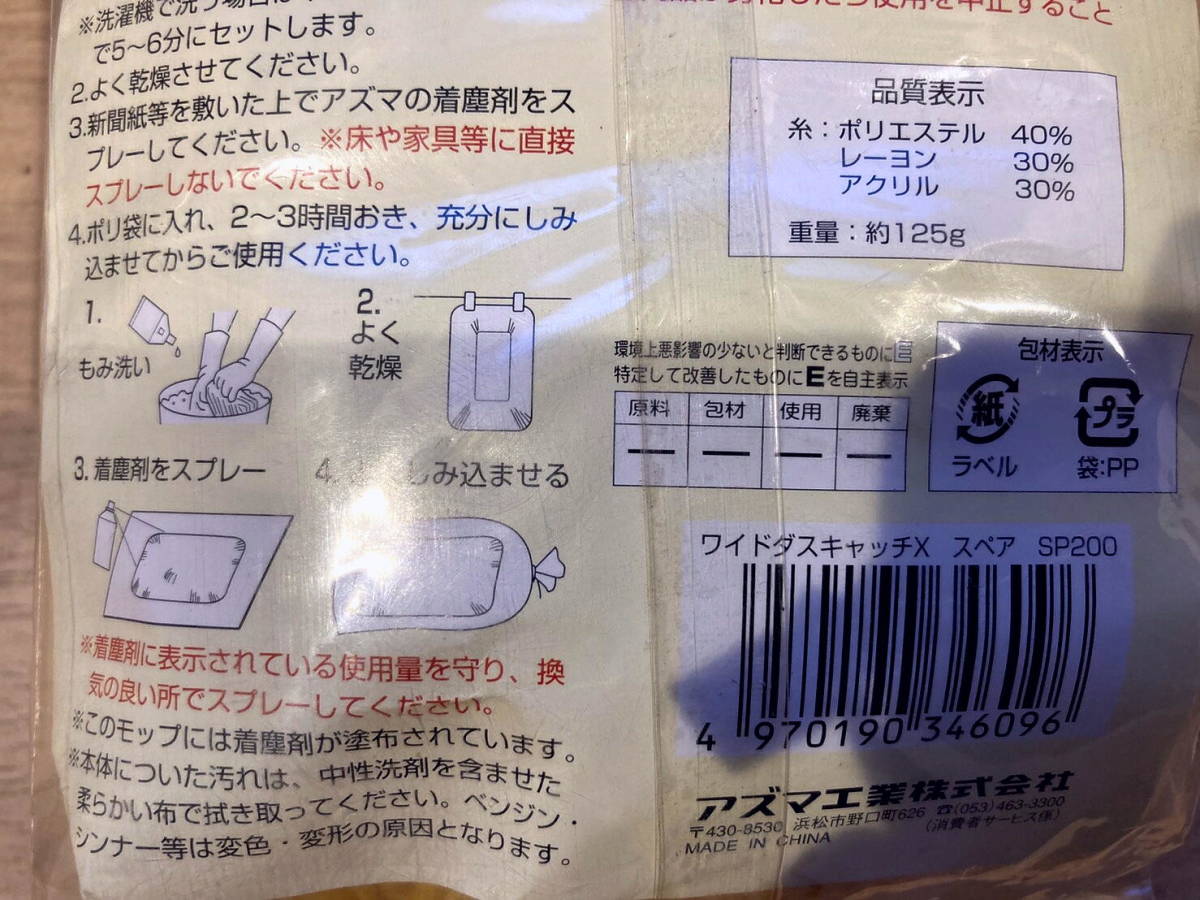 ※洗濯機で洗う場合は
で5〜6分にセットします。
2.よく乾燥させてください。
3.新聞紙等を敷いた上でアズマの着塵剤をス
プレーしてください。※床や家具等に直接
スプレーしないでください。
4.ポリ袋に入れ、2〜3時間おき、充分にしみ
込ませてからご使用ください。
1.
もみ洗い
2.
よく
乾燥
3.着塵剤をスプレー
4.
しみ込ませる
※着塵剤に表示されている使用量を守り、換
気の良い所でスプレーしてください。
※このモップには着塵剤が塗布されています。
※本体についた汚れは、中性洗剤を含ませた
柔らかい布で拭き取ってください。ベンジン・
シンナー等は変色・変形の原因となります。
したら使用を中止すること
品質表示
糸：ポリエステル 40%
レーヨン 30%
アクリル 30%
重量：約125g
環境上悪影響の少ないと判断できるものにE
特定して改善したものにEを自主表示
原料 包材 使用 廃棄
— — — —
包材表示
紙 プラ
ラベル 袋:PP
ワイドダスキャッチX スペア SP200
4 970190 346096
アズマ工業株式会社
〒430-8530 浜松市野口町626 ☎(053)463-3300
(消費者サービス係)
MADE IN CHINA